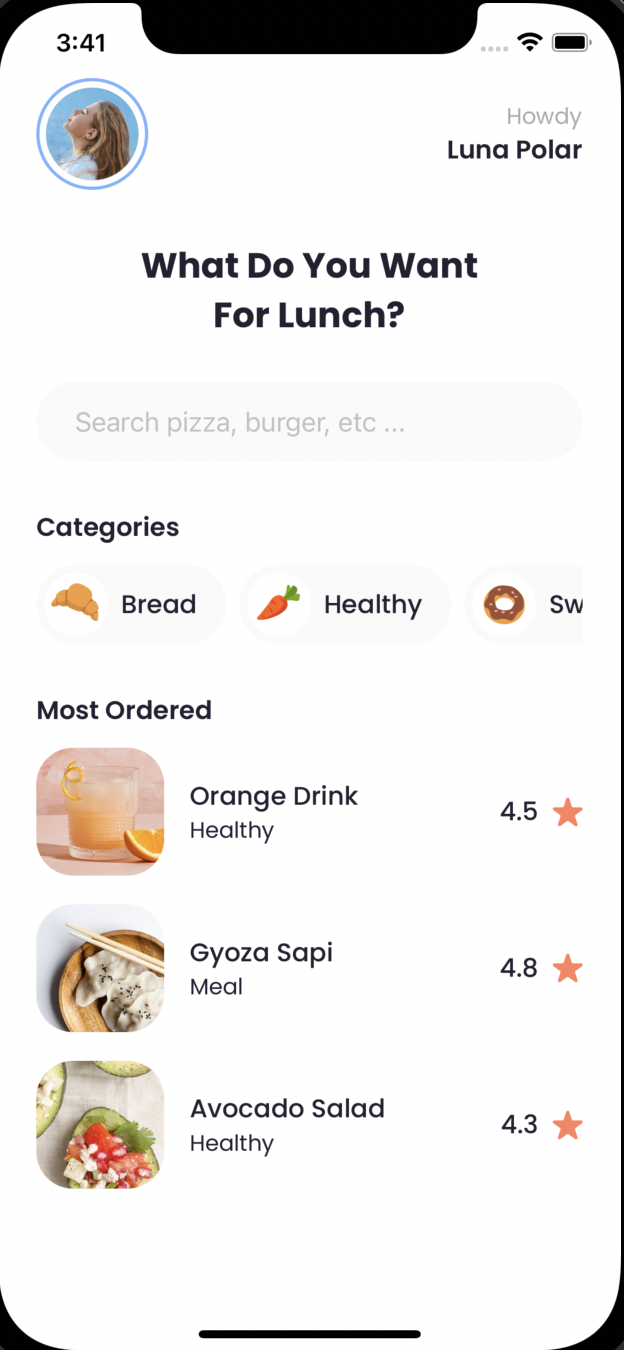 3:41
Howdy
Luna Polar
What Do You Want
For Lunch?
Search pizza, burger, etc ...
Categories
Bread
Healthy
Sw
Most Ordered
Orange Drink
Healthy
4.5
Gyoza Sapi
Meal
4.8
Avocado Salad
Healthy
4.3